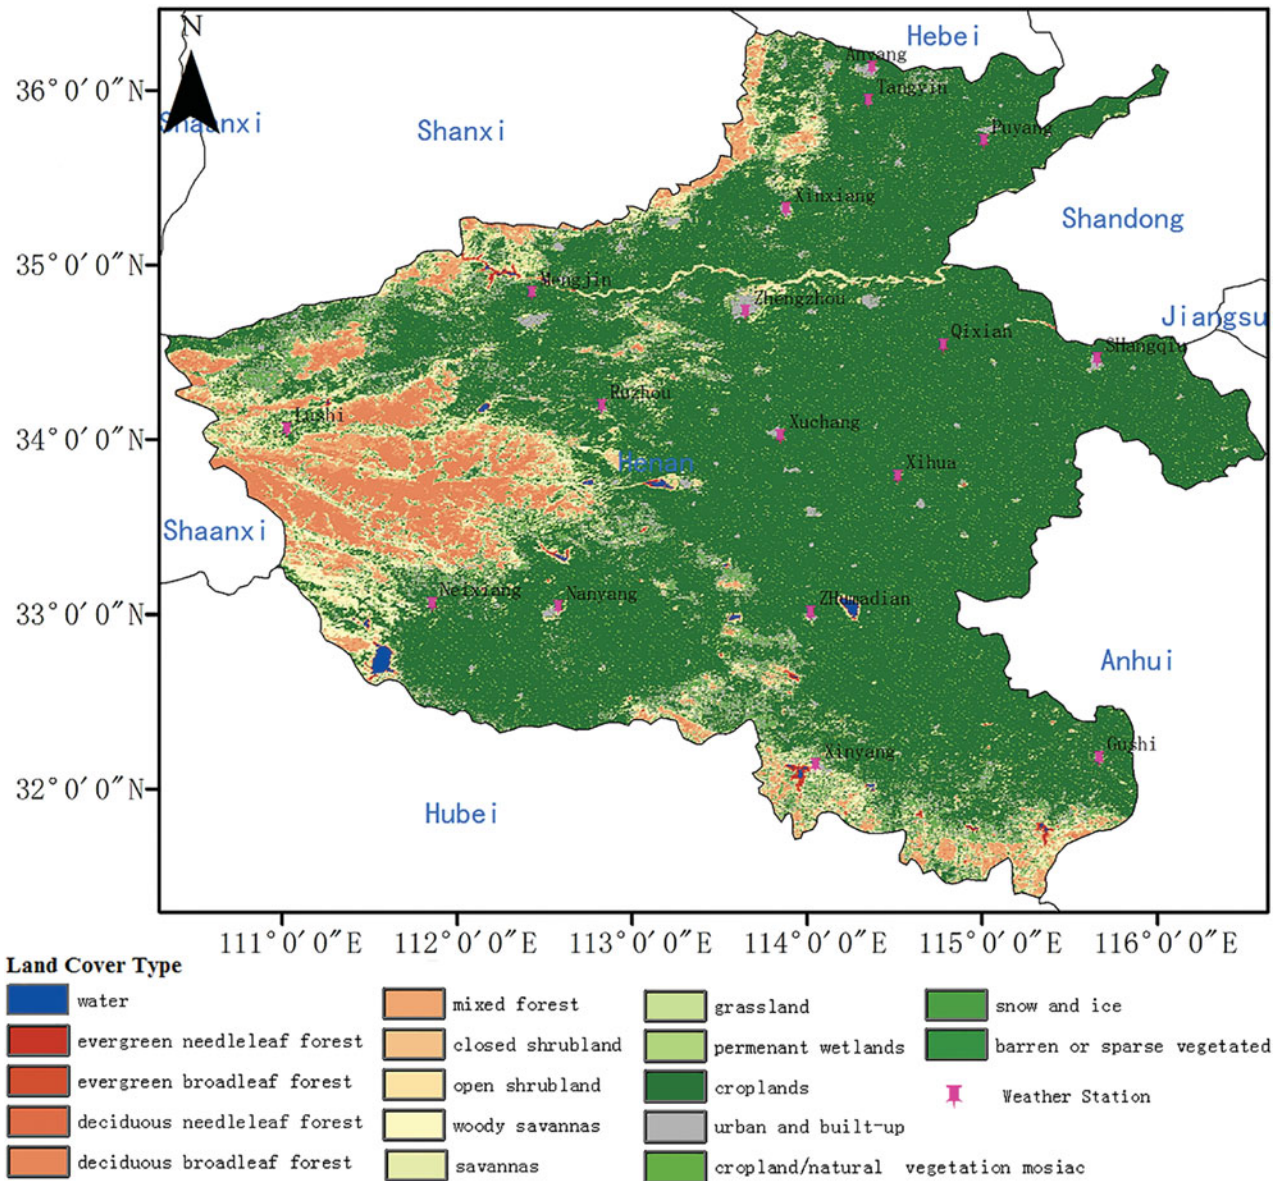 N
Hebei
Anyang
36°0'0"N
Tangyin
Shaanxi
Shanxi
Puyang
Xinxiang
Shandong
35°0'0"N
Mengjin
Zhengzhou
Jiangsu
Qixian
SHangqiu
Ruzhou
Lushi
Xuchang
34°0'0"N
Henan
Xihua
Shaanxi
Neixiang
Nanyang
ZHumadian
33°0'0"N
Anhui
Xinyang
Gushi
32°0'0"N
Hubei
111°0'0"E 112°0'0"E 113°0'0"E 114°0'0"E 115°0'0"E 116°0'0"E
Land Cover Type
water
evergreen needleleaf forest
evergreen broadleaf forest
deciduous needleleaf forest
deciduous broadleaf forest
mixed forest
closed shrubland
open shrubland
woody savannas
savannas
grassland
permenant wetlands
croplands
urban and built-up
cropland/natural vegetation mosiac
snow and ice
barren or sparse vegetated
Weather Station